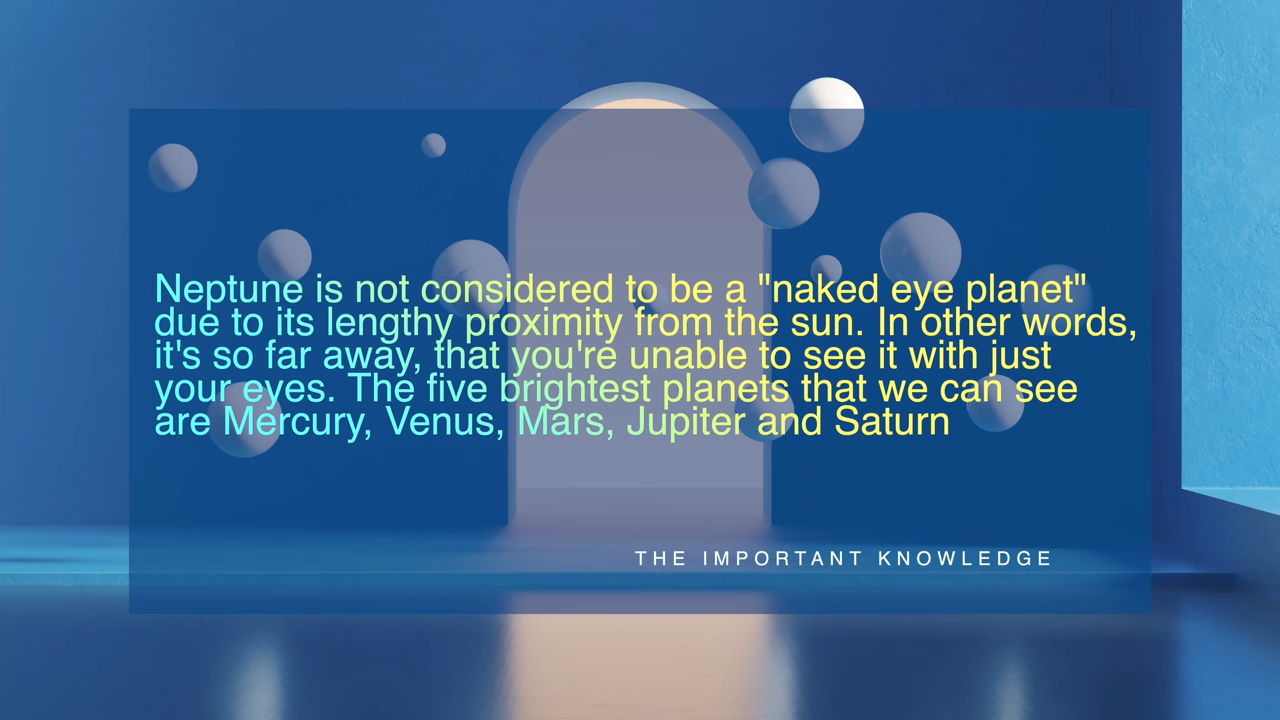 Neptune is not considered to be a "naked eye planet"
due to its lengthy proximity from the sun. In other words,
it's so far away, that you're unable to see it with just
your eyes. The five brightest planets that we can see
are Mercury, Venus, Mars, Jupiter and Saturn
THE IMPORTANT KNOWLEDGE